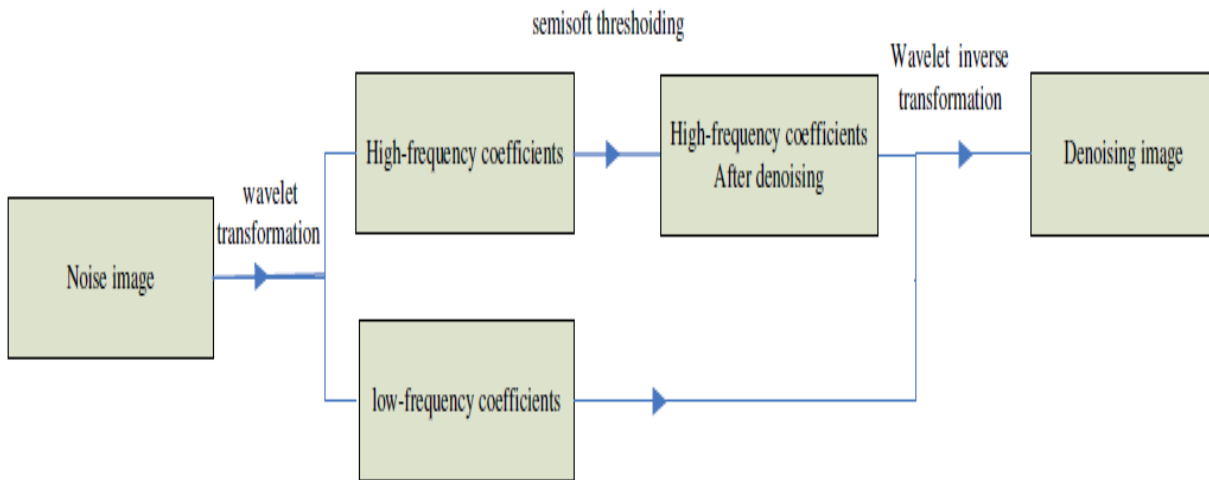 semisoft threshoiding
Wavelet inverse
transformation
High-frequency coefficients
High-frequency coefficients
After denoising
Denoising image
wavelet
transformation
Noise image
low-frequency coefficients